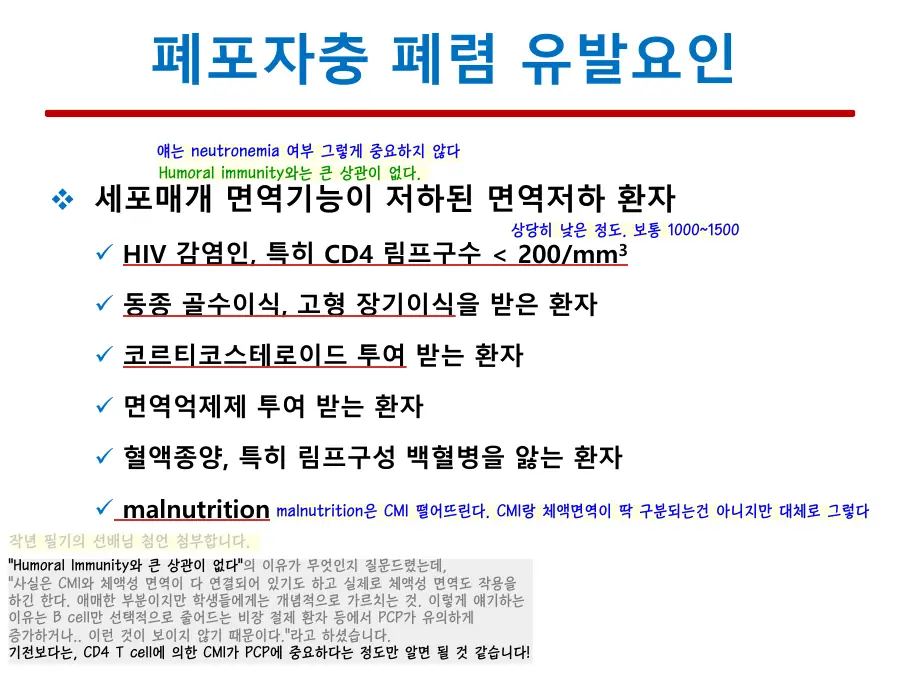 폐포자충 폐렴 유발요인
얘는 neutronemia 여부 그렇게 중요하지 않다
Humoral immunity와는 큰 상관이 없다.
❖ 세포매개 면역기능이 저하된 면역저하 환자
상당히 낮은 정도. 보통 1000~1500
✓ HIV 감염인, 특히 CD4 림프구수 < 200/mm³
✓ 동종 골수이식, 고형 장기이식을 받은 환자
✓ 코르티코스테로이드 투여 받는 환자
✓ 면역억제제 투여 받는 환자
✓ 혈액종양, 특히 림프구성 백혈병을 앓는 환자
✓ malnutrition malnutrition은 CMI 떨어뜨린다. CMI랑 체액면역이 딱 구분되는건 아니지만 대체로 그렇다
작년 필기의 선배님 첨언 첨부합니다.
"Humoral Immunity와 큰 상관이 없다"의 이유가 무엇인지 질문드렸는데,
"사실은 CMI와 체액성 면역이 다 연결되어 있기도 하고 실제로 체액성 면역도 작용을
하긴 한다. 애매한 부분이지만 학생들에게는 개념적으로 가르치는 것. 이렇게 얘기하는
이유는 B cell만 선택적으로 줄어드는 비장 절제 환자 등에서 PCP가 유의하게
증가하거나.. 이런 것이 보이지 않기 때문이다."라고 하셨습니다.
기전보다는, CD4 T cell에 의한 CMI가 PCP에 중요하다는 정도만 알면 될 것 같습니다!